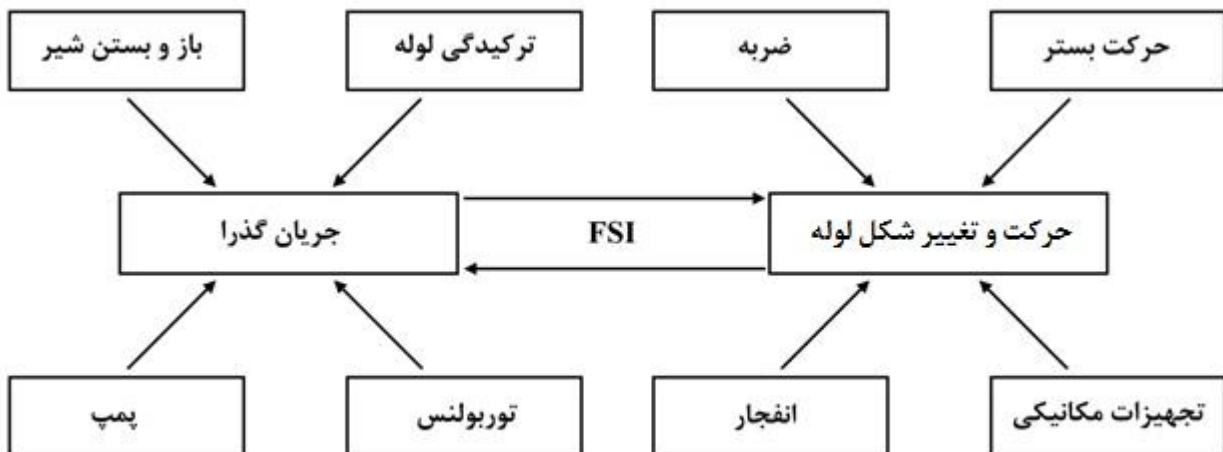 حرکت بستر
ضربه
ترکیدگی لوله
باز و بستن شیر
حرکت و تغییر شکل لوله
FSI
جریان گذرا
تجهیزات مکانیکی
انفجار
توربولنس
پمپ